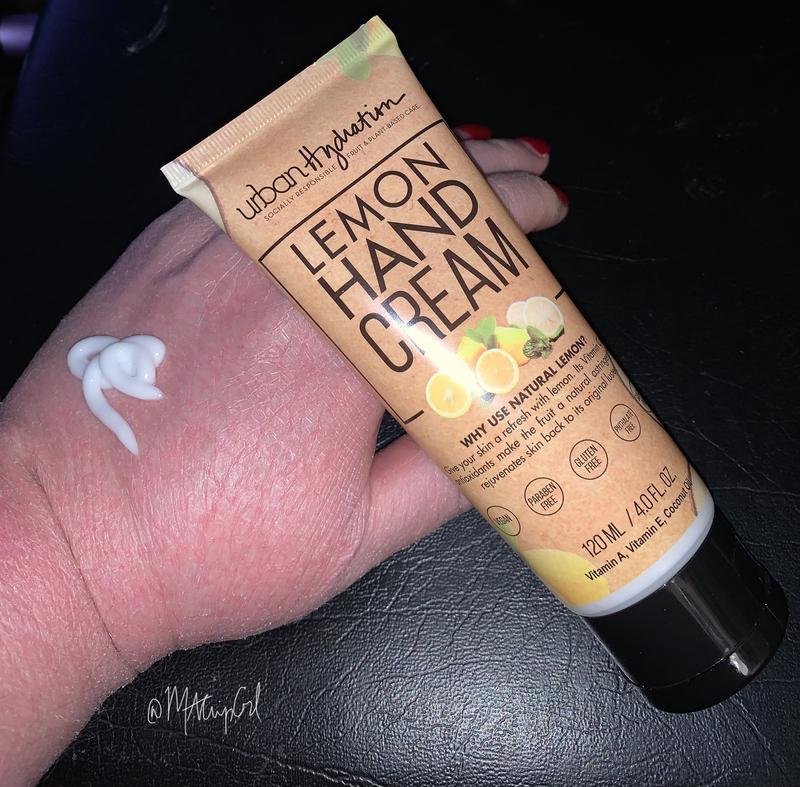 urban Hydration
SOCIALLY RESPONSIBLE FRUIT & PLANT-BASED CARE
LEMON
HAND
CREAM
WHY USE NATURAL LEMON?
Give your skin a refresh with lemon. Its Vitamin
antioxidants make the fruit a natural astringe
rejuvenates skin back to its original
VEGAN
PARABEN
FREE
GLUTEN
FREE
PHTHALATE
FREE
120 ML / 4.0 FL. OZ.
Vitamin A, Vitamin E, Coconut